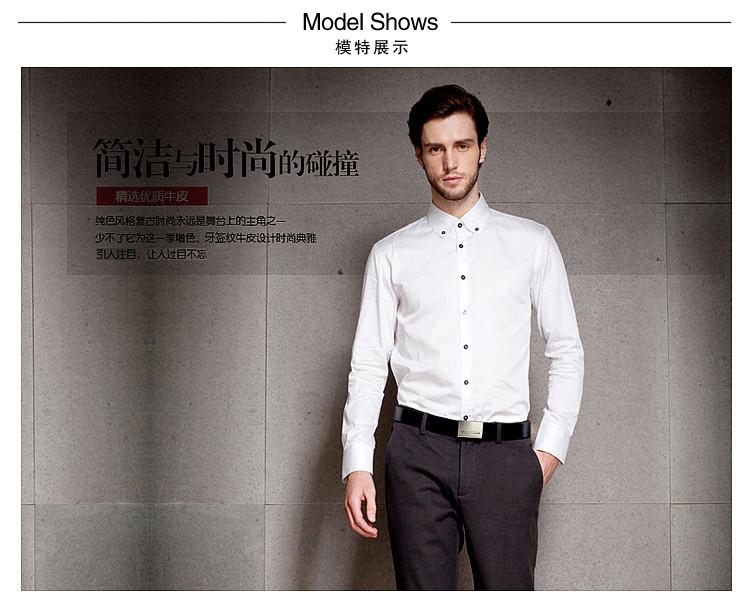 Model Shows
模特展示
简洁与时尚的碰撞
精选优质牛皮
纯色风格复古时尚永远是舞台上的主角之一
少不了它为这一季增色，牙签纹牛皮设计时尚典雅
引人注目，让人过目不忘